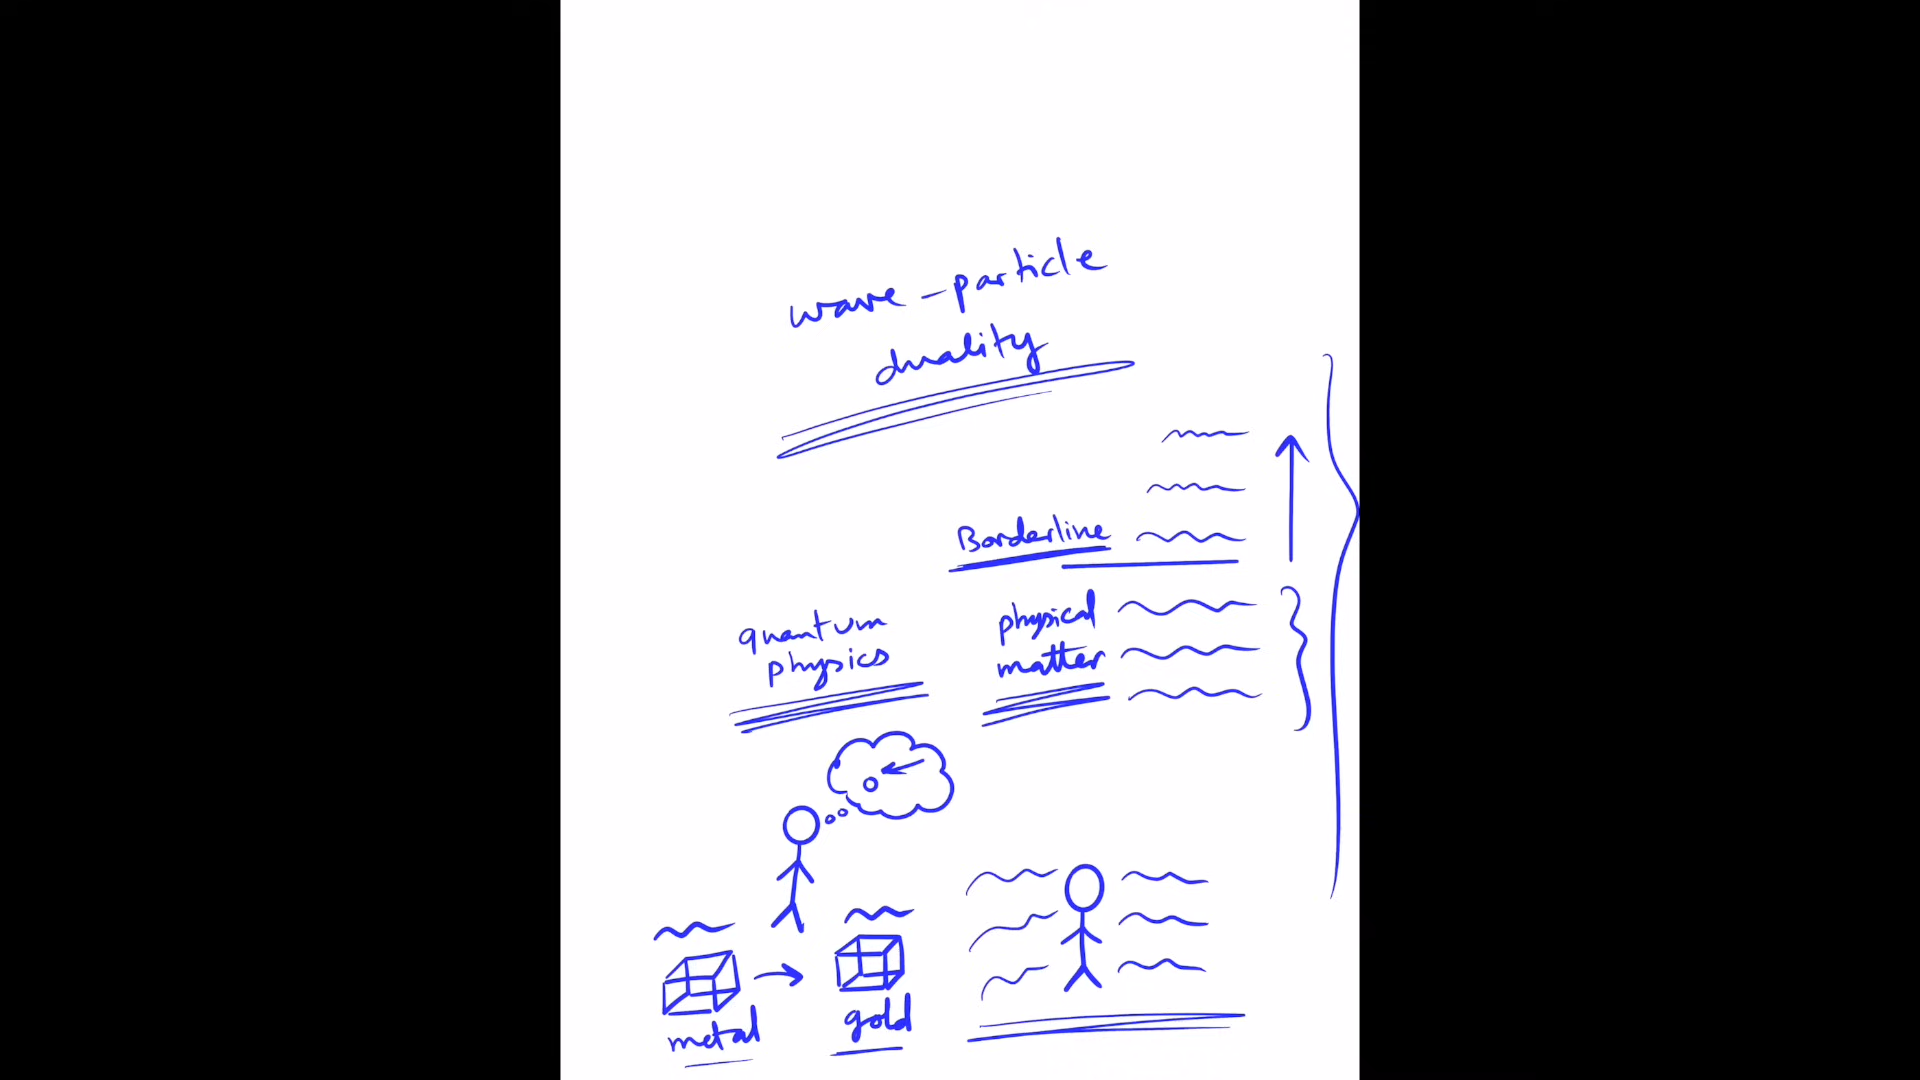 wave-particle
duality
Borderline
quantum
physics
physical
matter
metal
gold